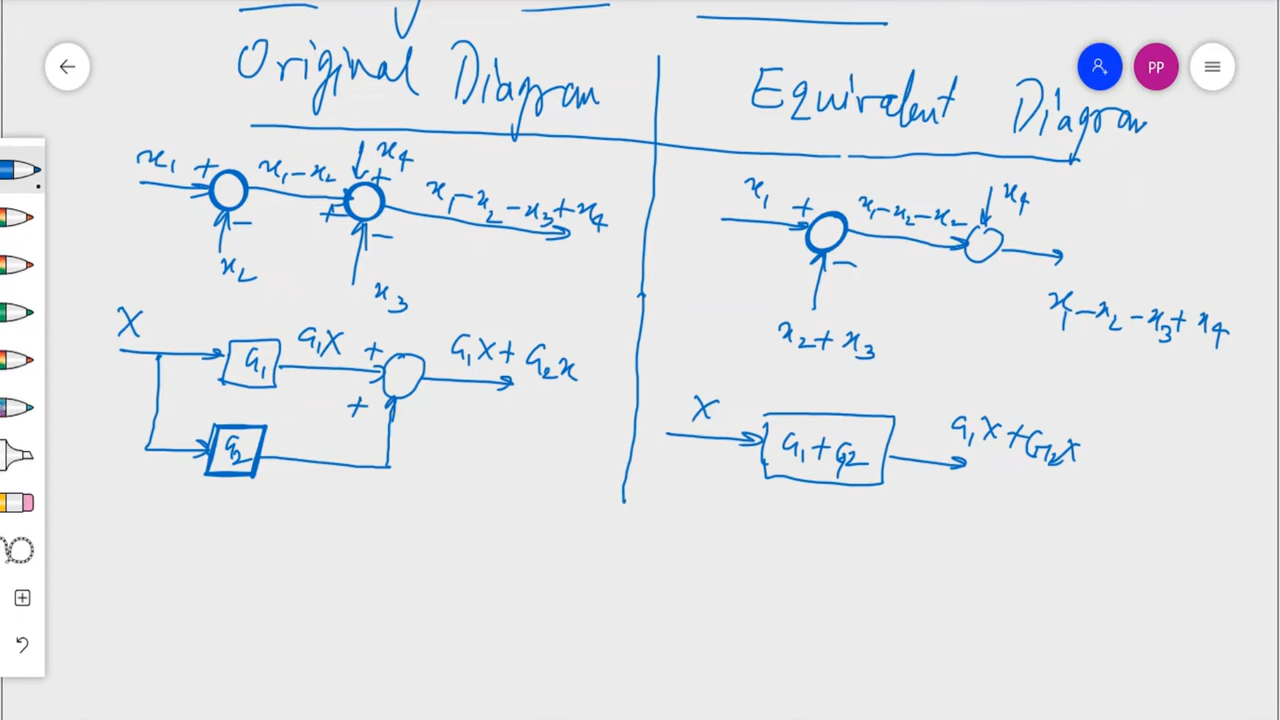 Original Diagram
Equivalent Diagram
x₁ + x₁-x₂ x₄ + x₁-x₂-x₃+x₄
+ -
-
x₂
x₃
x₁ + x₁-x₂-x₂ x₄
-
x₂+x₃
x₁-x₂-x₃+x₄
X G₁ G₁X + G₁X+G₂x
+
G₂
X G₁+G2 G₁X+G₂X
PP